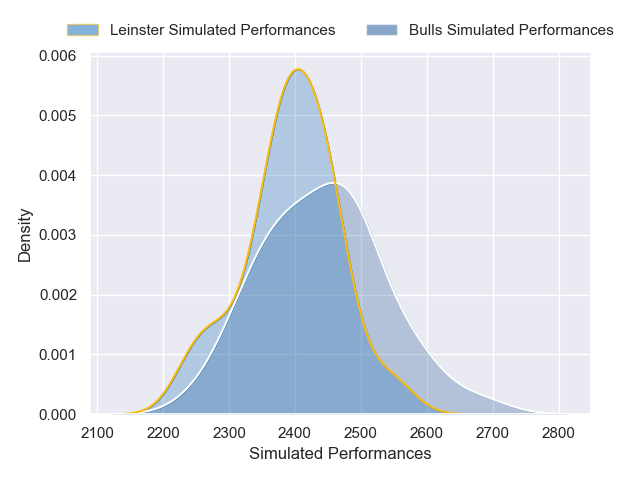 Leinster Simulated Performances
Bulls Simulated Performances
0.006
0.005
0.004
0.003
0.002
0.001
0.000
Density
2100 2200 2300 2400 2500 2600 2700 2800
Simulated Performances